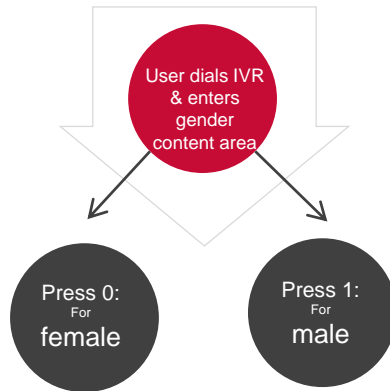 User dials IVR
& enters
gender
content area
Press 0:
For
female
Press 1:
For
male